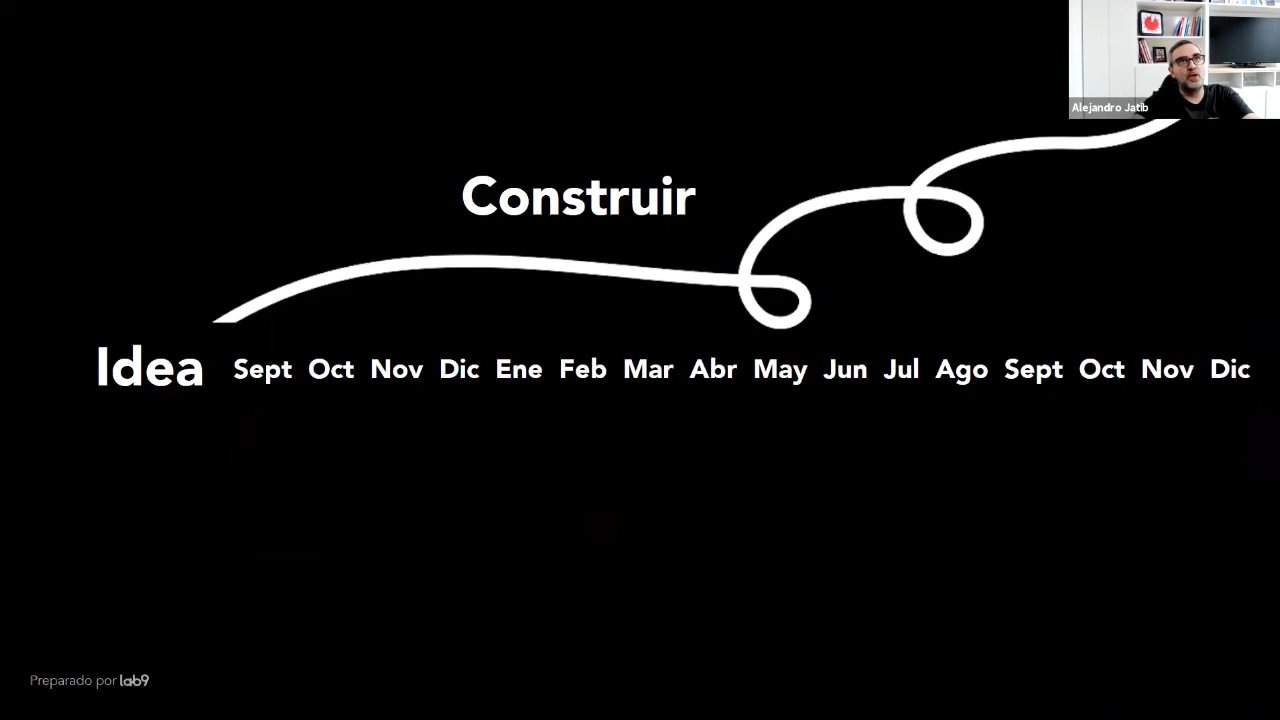 Alejandro Jatib
Construir
Idea Sept Oct Nov Dic Ene Feb Mar Abr May Jun Jul Ago Sept Oct Nov Dic
Preparado por lab9